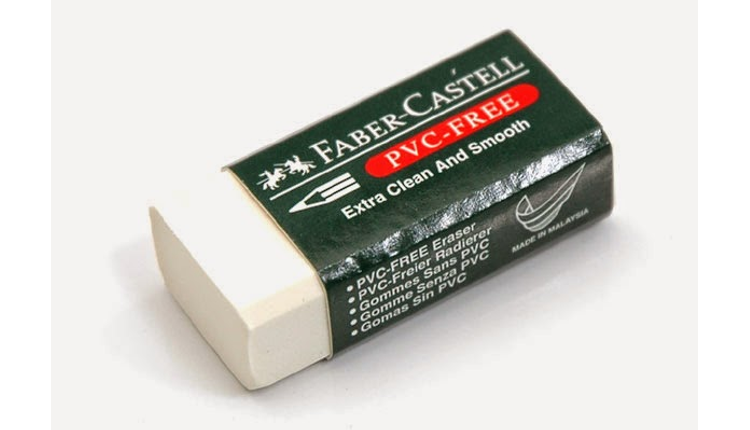 FABER-CASTELL
PVC-FREE
Extra Clean And Smooth
• PVC-FREE Eraser
• PVC-Freier Radierer
• Gommes Sans PVC
• Gomme Senza PVC
• Gomas Sin PVC
MADE IN MALAYSIA